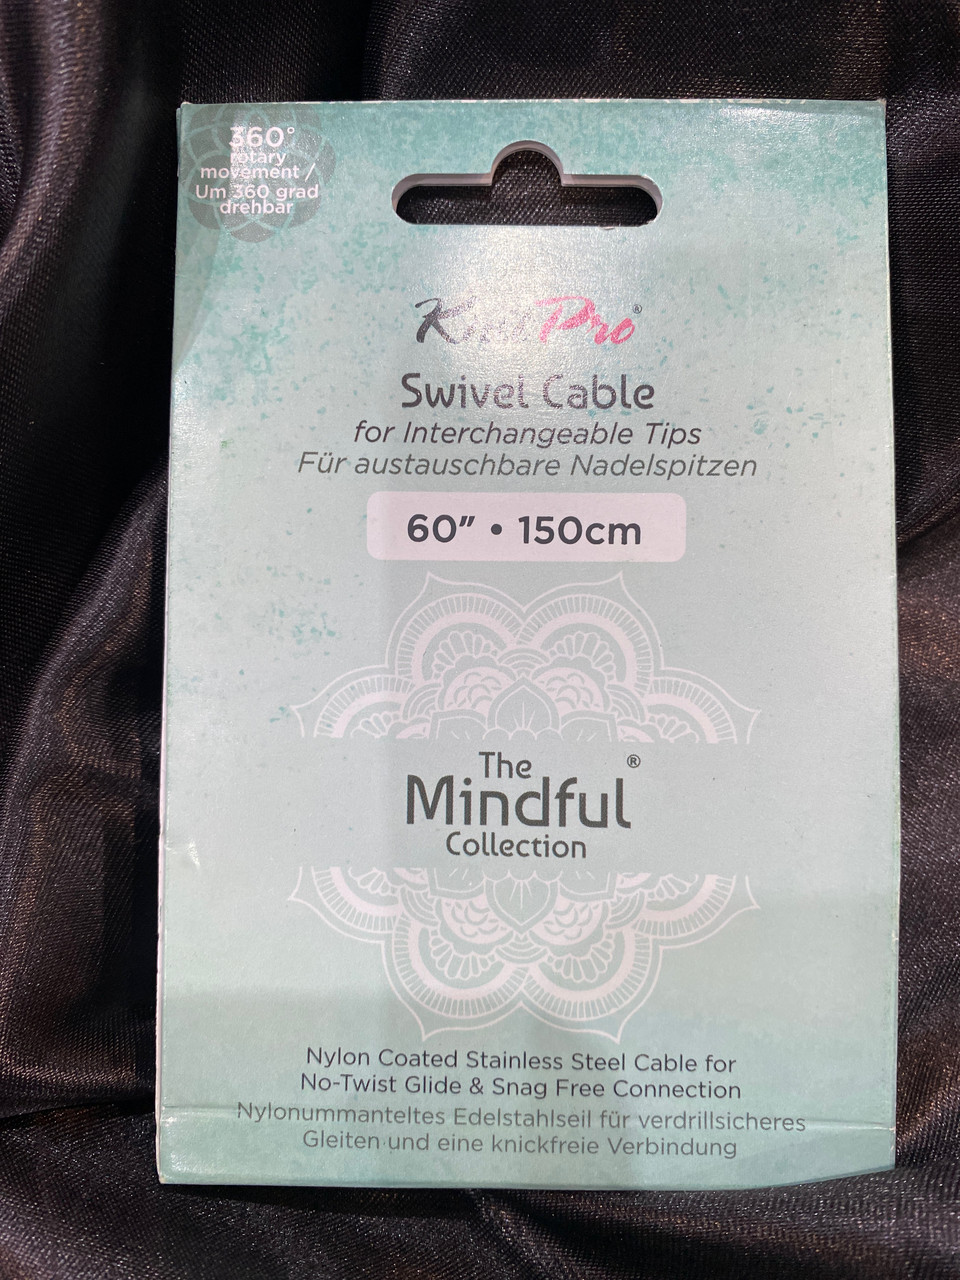 360°
rotary
movement /
Um 360 grad
drehbar
KnitPro®
Swivel Cable
for Interchangeable Tips
Für austauschbare Nadelspitzen
60” • 150cm
The
Mindful®
Collection
Nylon Coated Stainless Steel Cable for
No-Twist Glide & Snag Free Connection
Nylonummanteltes Edelstahlseil für verdrillsicheres
Gleiten und eine knickfreie Verbindung